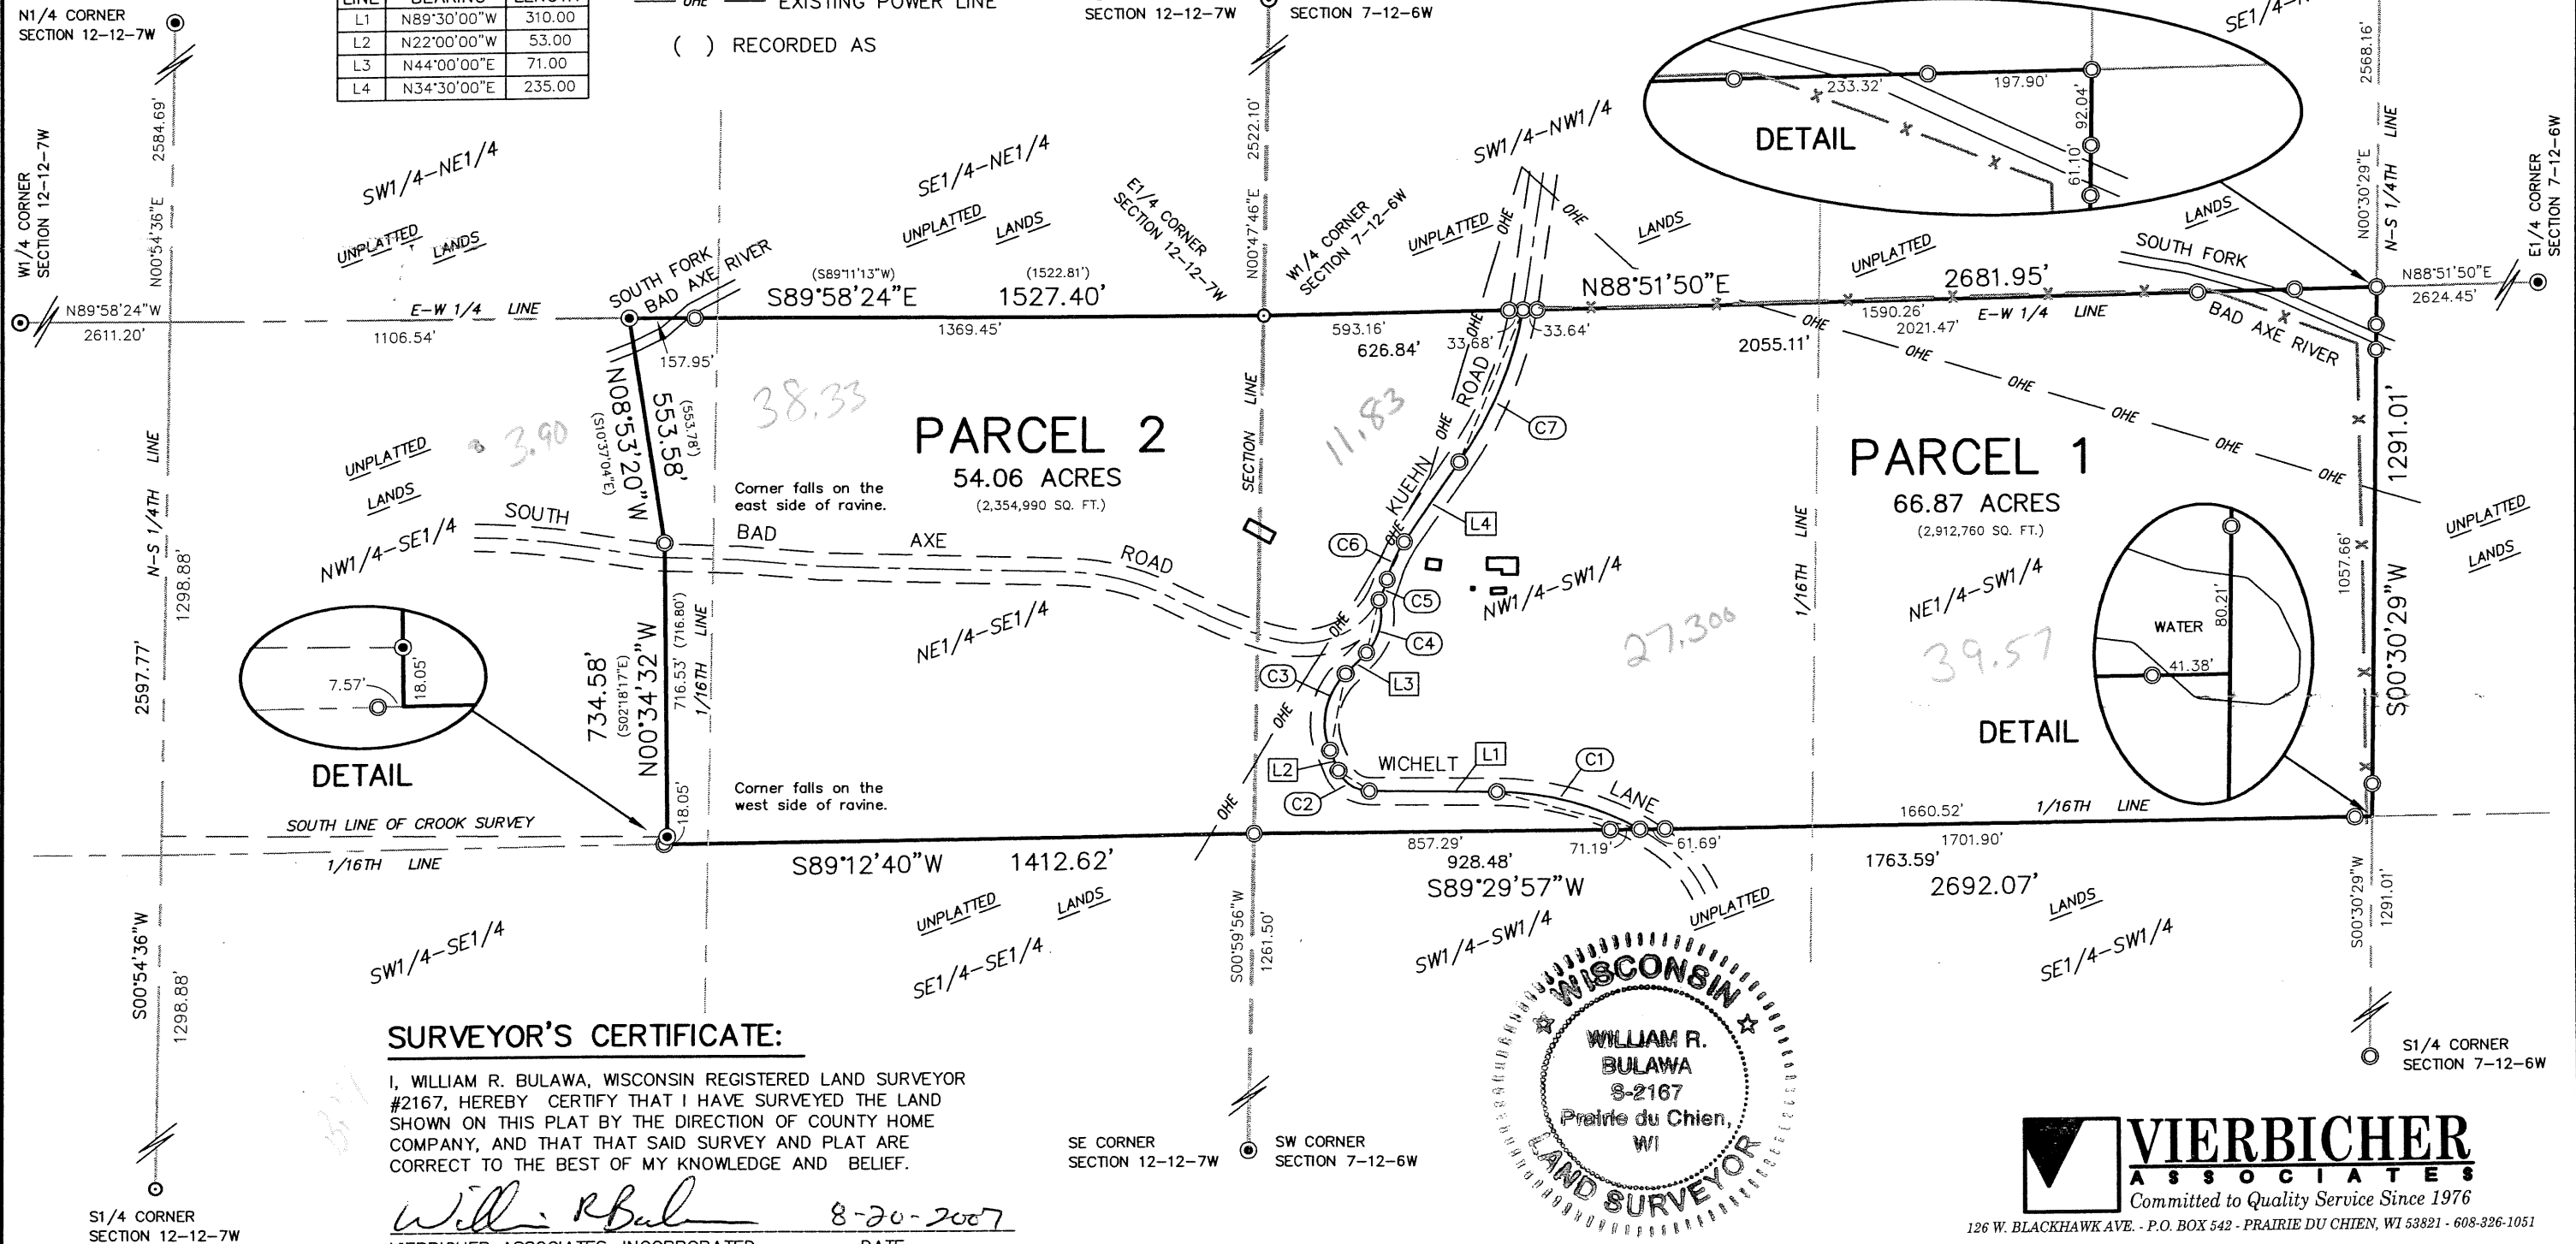 N1/4 CORNER
SECTION 12-12-7W
LINE BEARING LENGTH
L1 N89°30'00"W 310.00
L2 N22°00'00"W 53.00
L3 N44°00'00"E 71.00
L4 N34°30'00"E 235.00
OHE EXISTING POWER LINE
( ) RECORDED AS
SECTION 12-12-7W
SECTION 7-12-6W
2584.69'
N00°54'36"E
W1/4 CORNER
SECTION 12-12-7W
SW1/4-NE1/4
UNPLATTED LANDS
SE1/4-NE1/4
UNPLATTED LANDS
E1/4 CORNER
SECTION 12-12-7W
2522.10'
N00°47'46"E
W1/4 CORNER
SECTION 7-12-6W
SW1/4-NW1/4
UNPLATTED LANDS
OHE
OHE
DETAIL
233.32'
197.90'
92.04'
61.10'
2568.16'
N00°30'29"E
N-S 1/4TH LINE
E1/4 CORNER
SECTION 7-12-6W
LANDS
UNPLATTED
SOUTH FORK
BAD AXE RIVER
N89°58'24"W
2611.20'
E-W 1/4 LINE
1106.54'
SOUTH FORK
BAD AXE RIVER
(S89°11'13"W) (1522.81')
S89°58'24"E 1527.40'
1369.45'
157.95'
593.16'
626.84'
33.68'
33.64'
N88°51'50"E 2681.95'
1590.26'
2021.47'
E-W 1/4 LINE
2055.11'
OHE
OHE
OHE
OHE
OHE
OHE
N88°51'50"E
2624.45'
N08°53'20"W
(S10°37'04"E)
553.58'
(553.78')
3.90
38.33
11.83
27.300
39.57
PARCEL 2
54.06 ACRES
(2,354,990 SQ. FT.)
PARCEL 1
66.87 ACRES
(2,912,760 SQ. FT.)
Corner falls on the
east side of ravine.
SECTION LINE
KUEHN ROAD
OHE
OHE
OHE
C7
L4
C6
C5
C4
L3
C3
L2
C2
L1
C1
WICHELT LANE
OHE
OHE
OHE
UNPLATTED
LANDS
NW1/4-SE1/4
SOUTH BAD AXE ROAD
NE1/4-SE1/4
NW1/4-SW1/4
NE1/4-SW1/4
1/16TH LINE
1291.01'
S00°30'29"W
1057.66'
UNPLATTED
LANDS
WATER
80.21'
41.38'
DETAIL
N-S 1/4TH LINE
1298.88'
2597.77'
7.57'
18.05'
DETAIL
734.58'
(S02°18'17"E)
N00°34'32"W
716.53' (716.80')
1/16TH LINE
18.05'
Corner falls on the
west side of ravine.
SOUTH LINE OF CROOK SURVEY
1/16TH LINE
S89°12'40"W 1412.62'
857.29'
928.48'
71.19'
61.69'
S89°29'57"W
1660.52'
1/16TH LINE
1701.90'
1763.59'
2692.07'
S00°54'36"W
1298.88'
SW1/4-SE1/4
UNPLATTED LANDS
SE1/4-SE1/4
S00°59'56"W
1261.50'
SW1/4-SW1/4
UNPLATTED
LANDS
SE1/4-SW1/4
S00°30'29"W
1291.01'
SURVEYOR'S CERTIFICATE:
I, WILLIAM R. BULAWA, WISCONSIN REGISTERED LAND SURVEYOR
#2167, HEREBY CERTIFY THAT I HAVE SURVEYED THE LAND
SHOWN ON THIS PLAT BY THE DIRECTION OF COUNTY HOME
COMPANY, AND THAT THAT SAID SURVEY AND PLAT ARE
CORRECT TO THE BEST OF MY KNOWLEDGE AND BELIEF.
8-20-2007
SE CORNER
SECTION 12-12-7W
SW CORNER
SECTION 7-12-6W
WISCONSIN
WILLIAM R.
BULAWA
S-2167
Prairie du Chien,
WI
LAND SURVEYOR
S1/4 CORNER
SECTION 7-12-6W
S1/4 CORNER
SECTION 12-12-7W
VIERBICHER
ASSOCIATES
Committed to Quality Service Since 1976
126 W. BLACKHAWK AVE. - P.O. BOX 542 - PRAIRIE DU CHIEN, WI 53821 - 608-326-1051